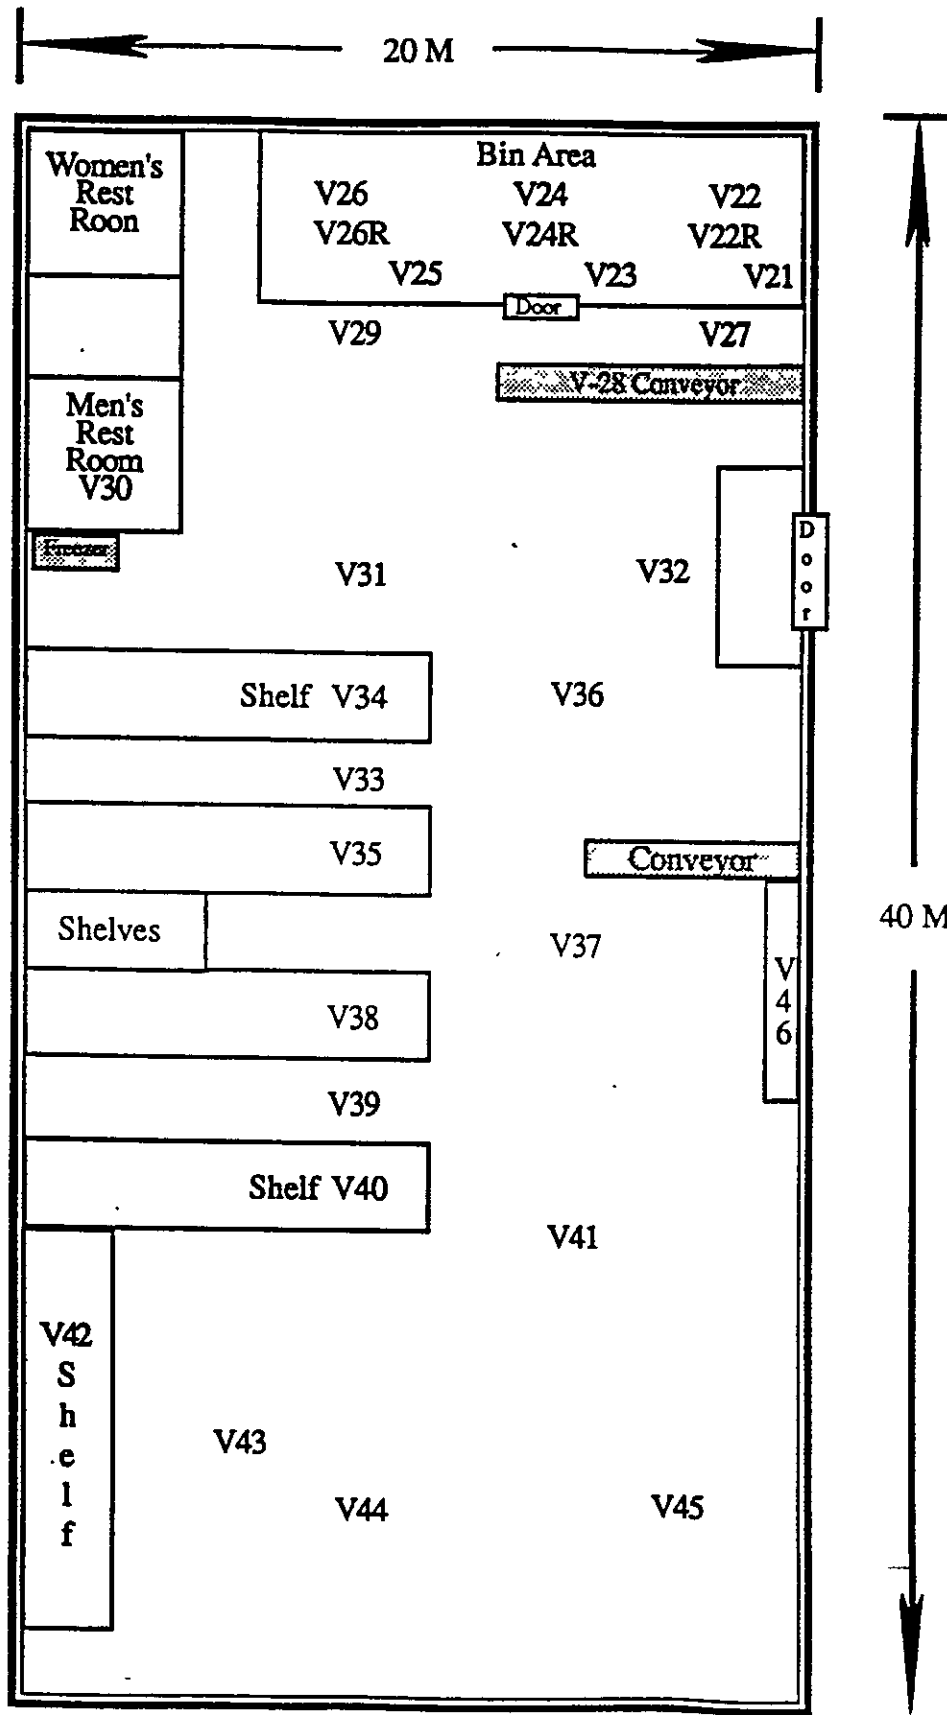 20 M
Women's
Rest
Roon
Bin Area
V26 V24 V22
V26R V24R V22R
V25 V23 V21
Door
V29 V27
V-28 Conveyor
Men's
Rest
Room
V30
Freezer
D
o
o
r
V31 V32
Shelf V34 V36
V33
V35 Conveyor
40 M
Shelves V37
V
4
6
V38
V39
Shelf V40
V41
V42
S
h
e
l
f
V43
V44 V45